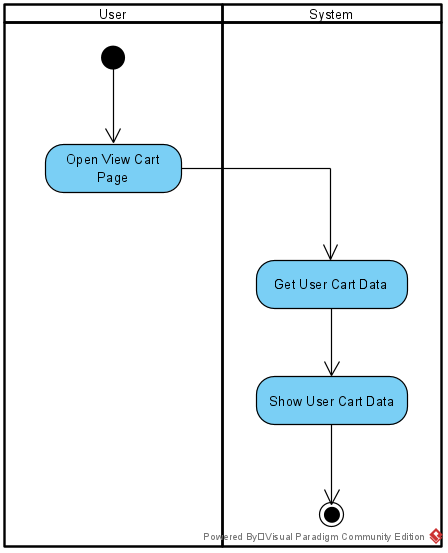 User
System
Open View Cart
Page
Get User Cart Data
Show User Cart Data
Powered By□Visual Paradigm Community Edition